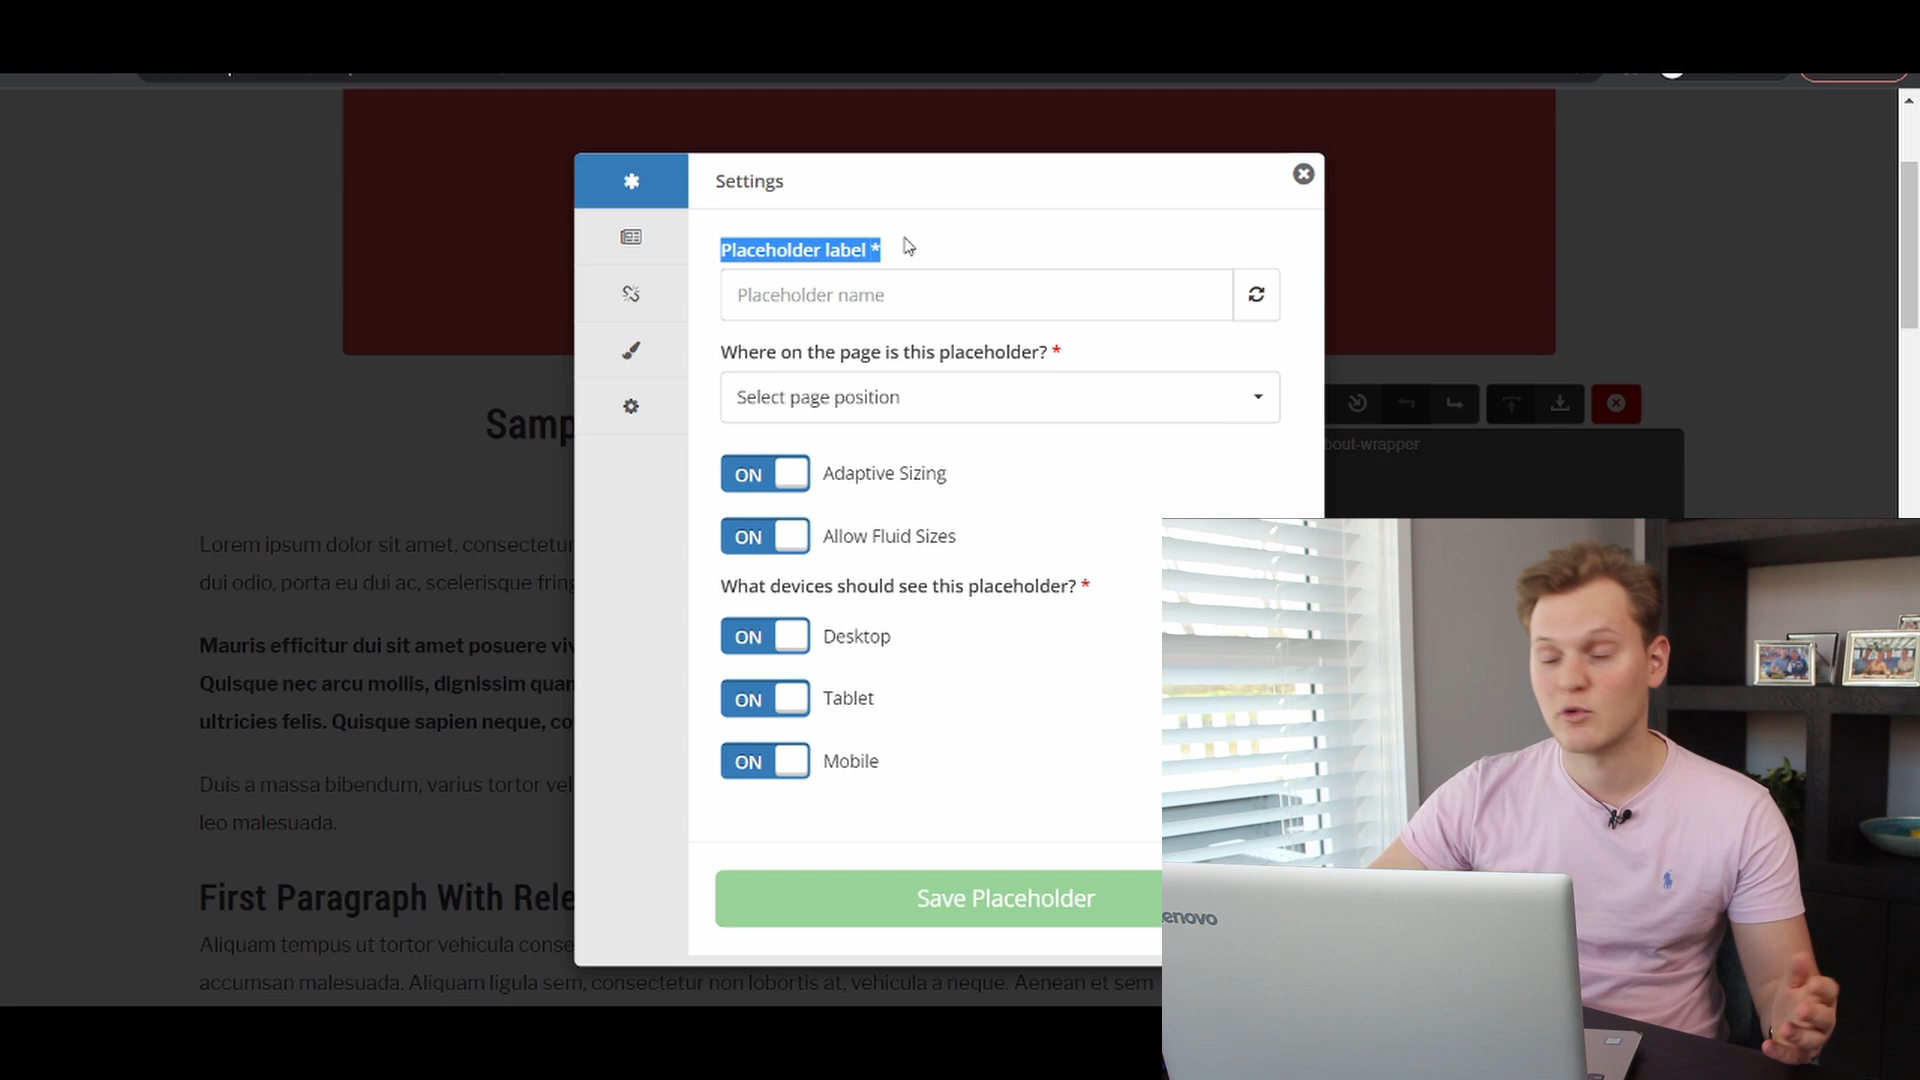 Settings
Placeholder label *
Placeholder name
Where on the page is this placeholder? *
Select page position
Samp
bout-wrapper
ON Adaptive Sizing
ON Allow Fluid Sizes
What devices should see this placeholder? *
ON Desktop
ON Tablet
ON Mobile
Save Placeholder
Lorem ipsum dolor sit amet, consectetur
dui odio, porta eu dui ac, scelerisque fring
Mauris efficitur dui sit amet posuere viv
Quisque nec arcu mollis, dignissim quam
ultricies felis. Quisque sapien neque, co
Duis a massa bibendum, varius tortor vel
leo malesuada.
First Paragraph With Rele
Aliquam tempus ut tortor vehicula conse
accumsan malesuada. Aliquam ligula sem, consectetur non lobortis at, vehicula a neque. Aenean et sem
enovo